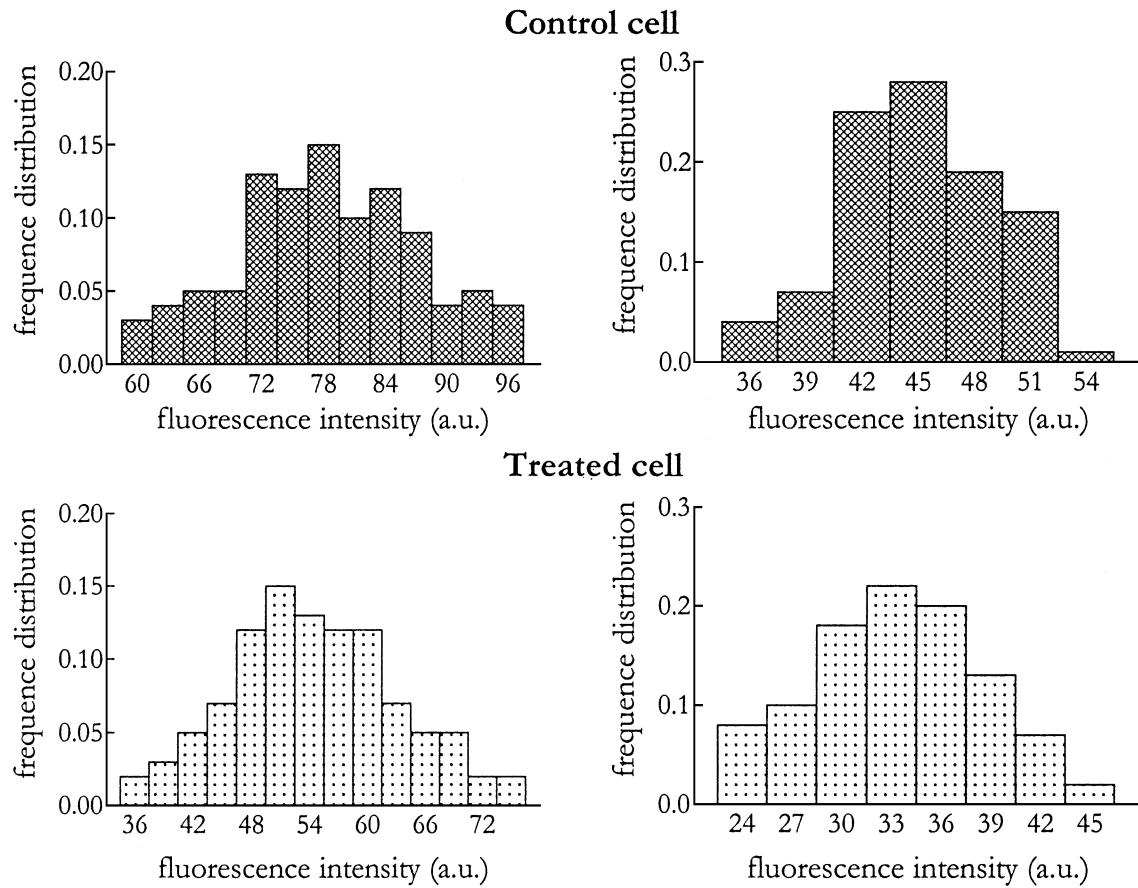 Control cell
frequence distribution
0.20
0.15
0.10
0.05
0.00
60 66 72 78 84 90 96
fluorescence intensity (a.u.)
frequence distribution
0.3
0.2
0.1
0.0
36 39 42 45 48 51 54
fluorescence intensity (a.u.)
Treated cell
frequence distribution
0.20
0.15
0.10
0.05
0.00
36 42 48 54 60 66 72
fluorescence intensity (a.u.)
frequence distribution
0.3
0.2
0.1
0.0
24 27 30 33 36 39 42 45
fluorescence intensity (a.u.)